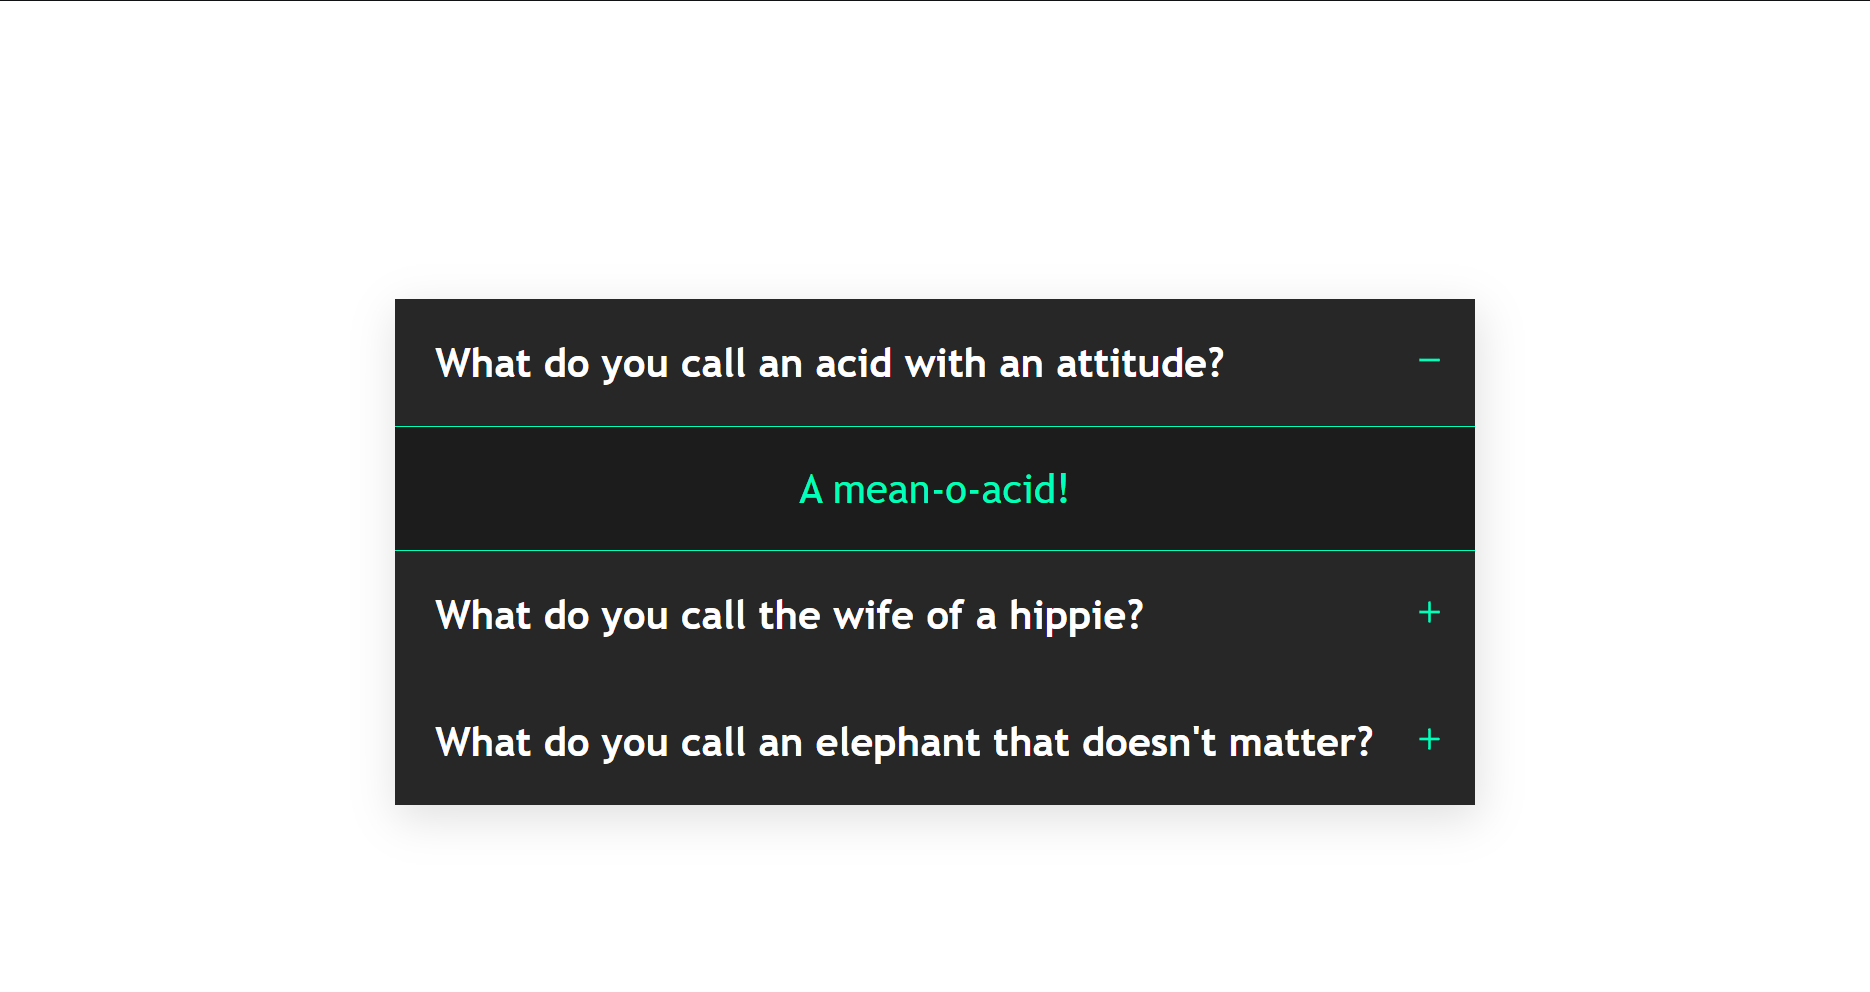 What do you call an acid with an attitude?
A mean-o-acid!
What do you call the wife of a hippie?
What do you call an elephant that doesn't matter?